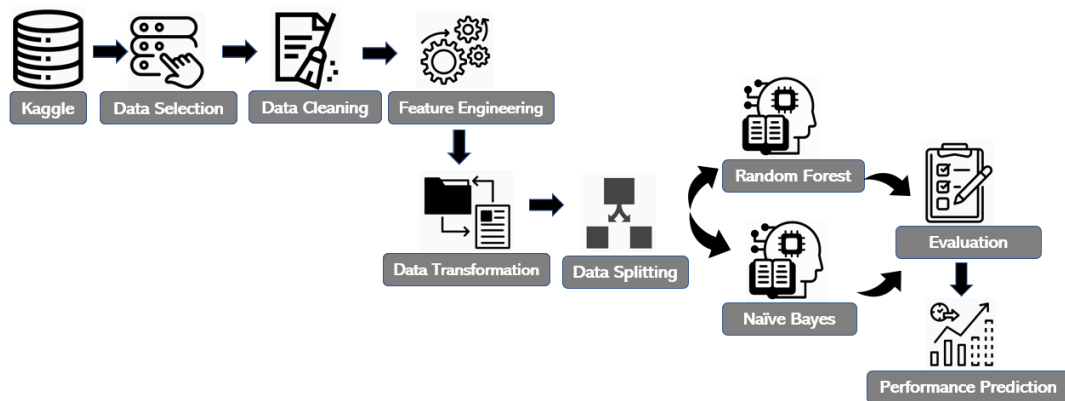 Kaggle
Data Selection
Data Cleaning
Feature Engineering
Data Transformation
Data Splitting
Random Forest
Naïve Bayes
Evaluation
Performance Prediction